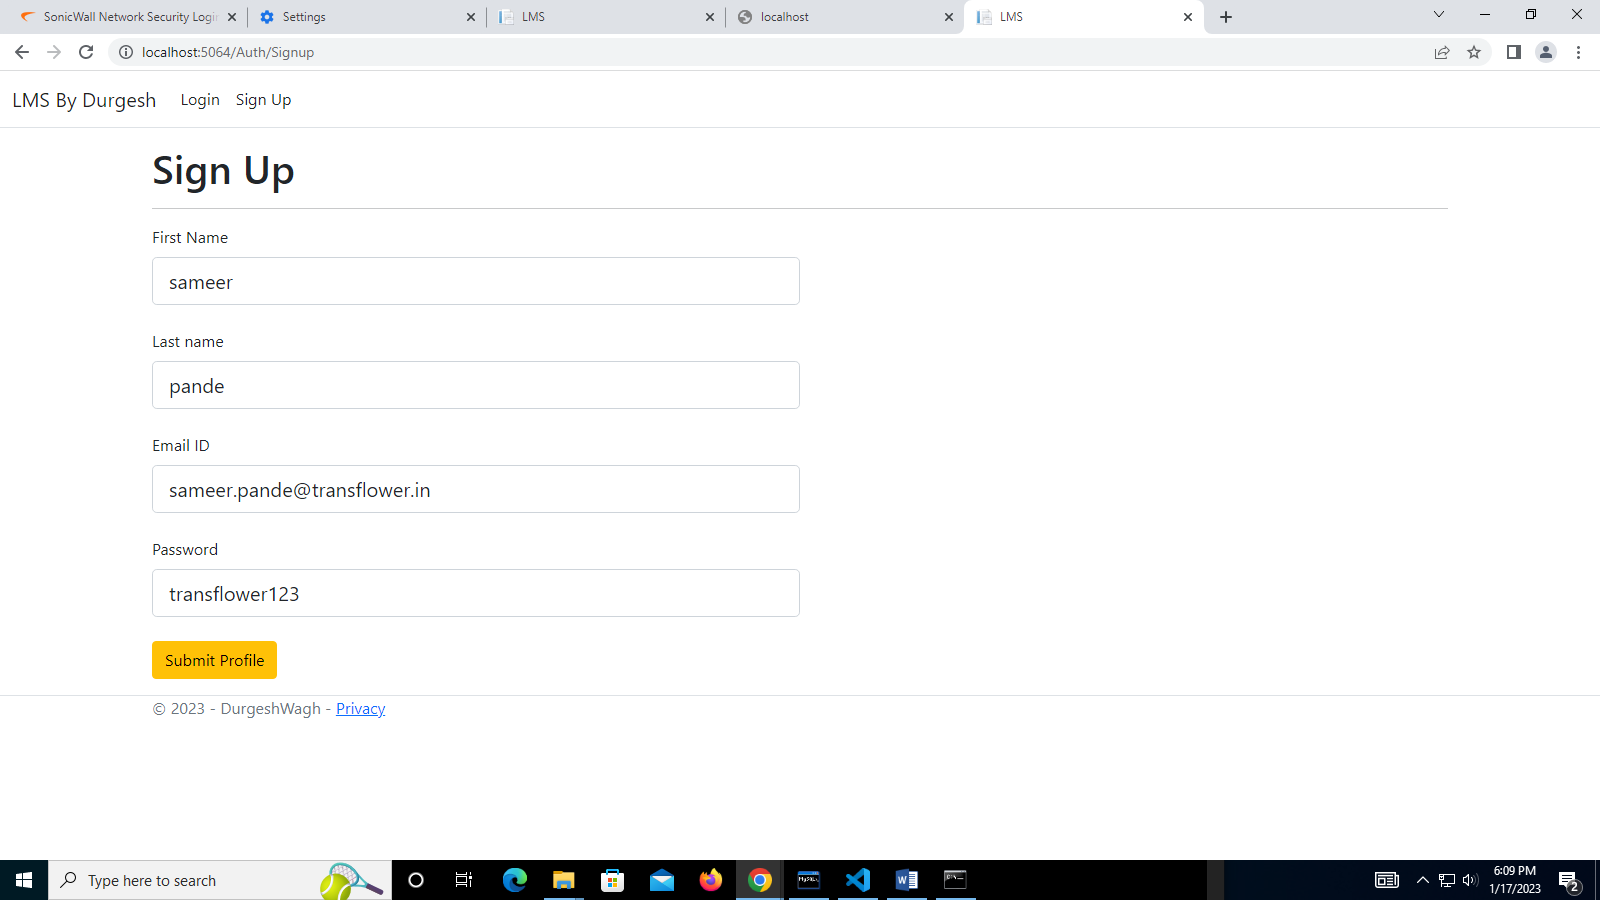 SonicWall Network Security Login
Settings
LMS
localhost
LMS
localhost:5064/Auth/Signup
LMS By Durgesh
Login
Sign Up
Sign Up
First Name
sameer
Last name
pande
Email ID
sameer.pande@transflower.in
Password
transflower123
Submit Profile
© 2023 - DurgeshWagh - Privacy
Type here to search
MySQL
6:09 PM
1/17/2023
2